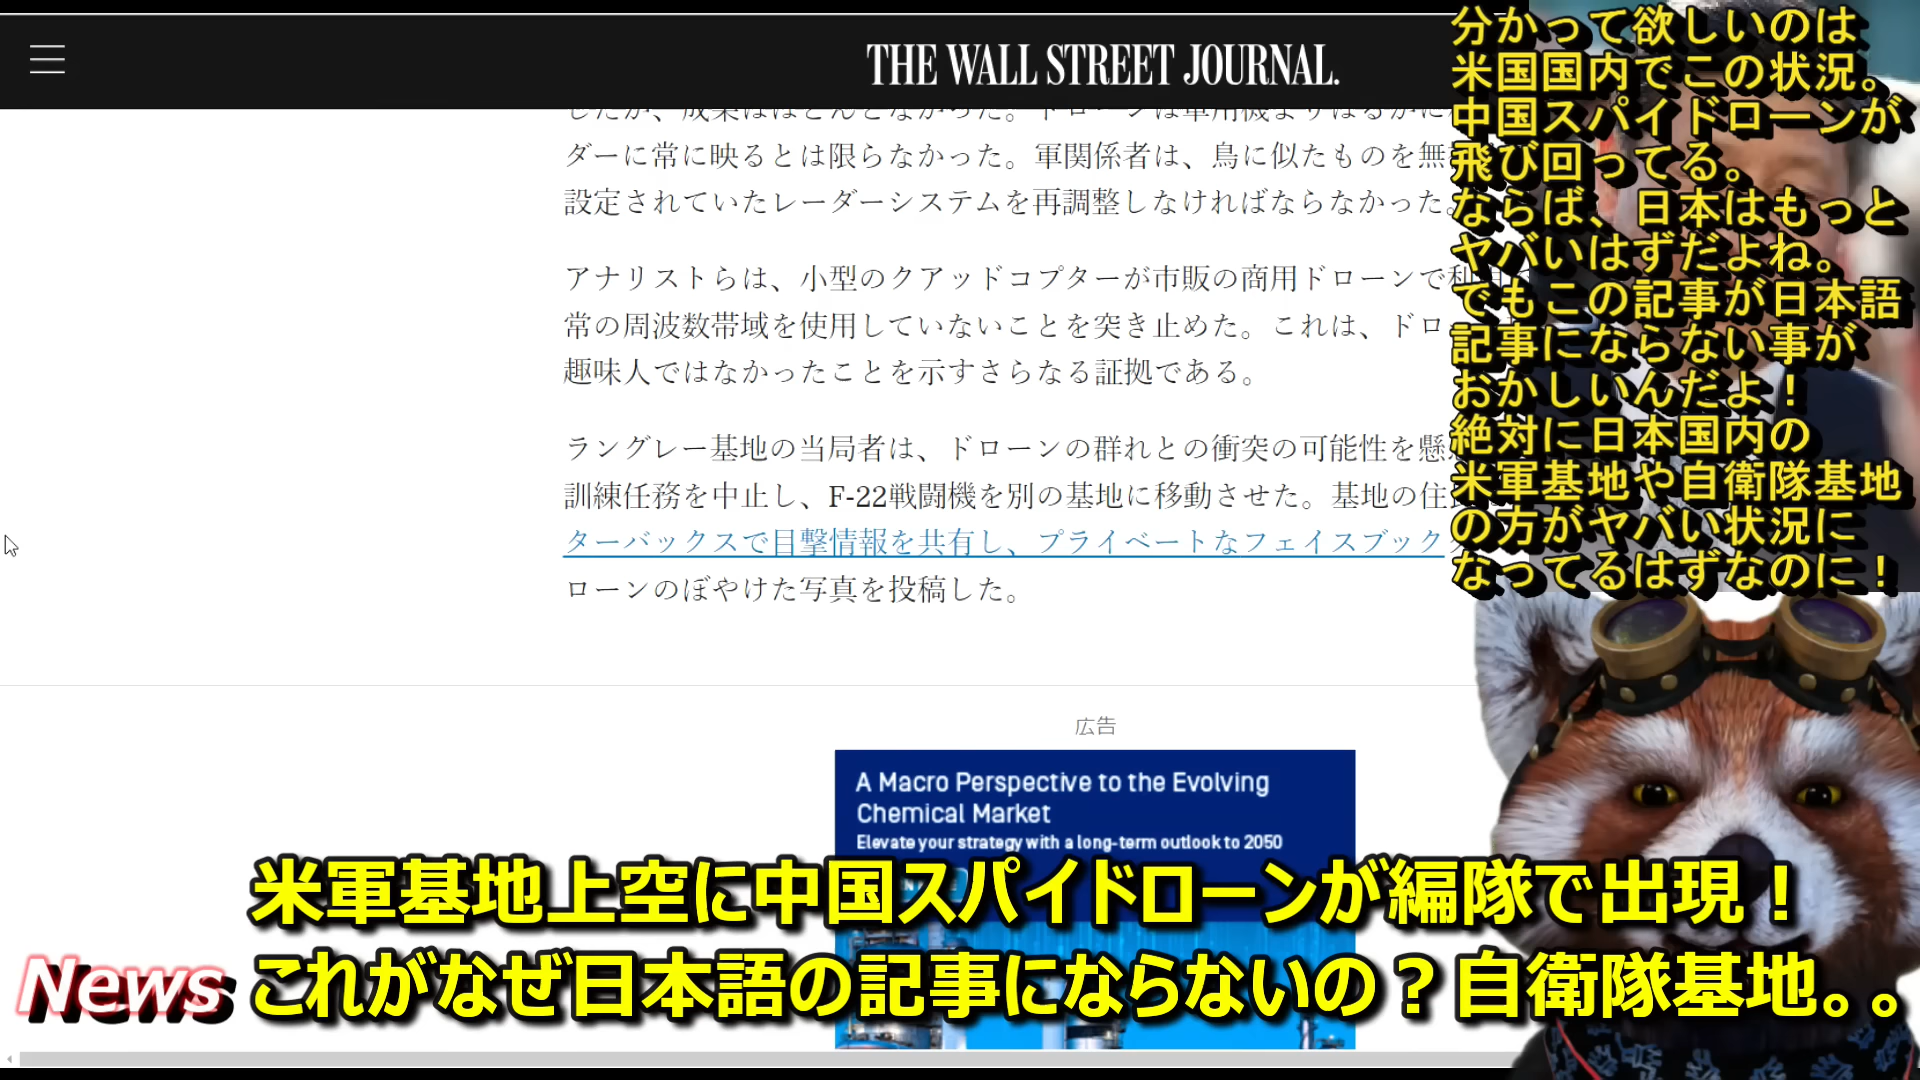 THE WALL STREET JOURNAL.
ダーに常に映るとは限らなかった。軍関係者は、鳥に似たものを無
設定されていたレーダーシステムを再調整しなければならなかった。
アナリストらは、小型のクアッドコプターが市販の商用ドローンで利用
常の周波数帯域を使用していないことを突き止めた。これは、ドロ
趣味人ではなかったことを示すさらなる証拠である。
ラングレー基地の当局者は、ドローンの群れとの衝突の可能性を懸
訓練任務を中止し、F-22戦闘機を別の基地に移動させた。基地の住
ターバックスで目撃情報を共有し、プライベートなフェイスブック
ローンのぼやけた写真を投稿した。
広告
A Macro Perspective to the Evolving
Chemical Market
Elevate your strategy with a long-term outlook to 2050
分かって欲しいのは
米国国内でこの状況。
中国スパイドローンが
飛び回ってる。
ならば、日本はもっと
ヤバいはずだよね。
でもこの記事が日本語
記事にならない事が
おかしいんだよ！
絶対に日本国内の
米軍基地や自衛隊基地
の方がヤバい状況に
なってるはずなのに！
米軍基地上空に中国スパイドローンが編隊で出現！
News
これがなぜ日本語の記事にならないの？自衛隊基地。。